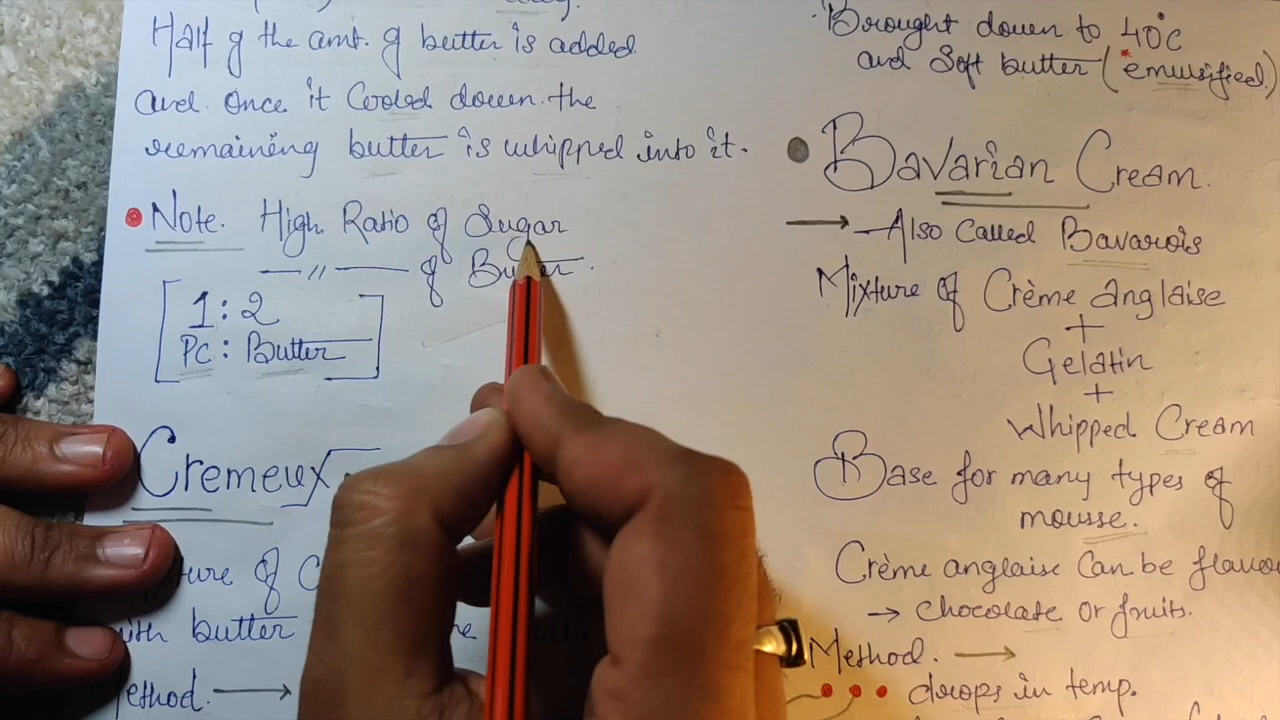 Half of the amt. of butter is added
and. Once it Cooled down. the
remaining butter is whipped into it.
Note. High Ratio of Sugar
—〃— of Butter.
1:2
PC: Butter
Cremeux
ture of
with butter
Method. →
Brought down to 40°C
and Soft butter (emulsified)
Bavarian Cream.
→ Also Called Bavarois
Mixture of Crème anglaise
+
Gelatin
+
Whipped Cream
Base for many types of
mousse.
Crème anglaise Can be
→ chocolate or fruits.
Method. →
drops in temp.